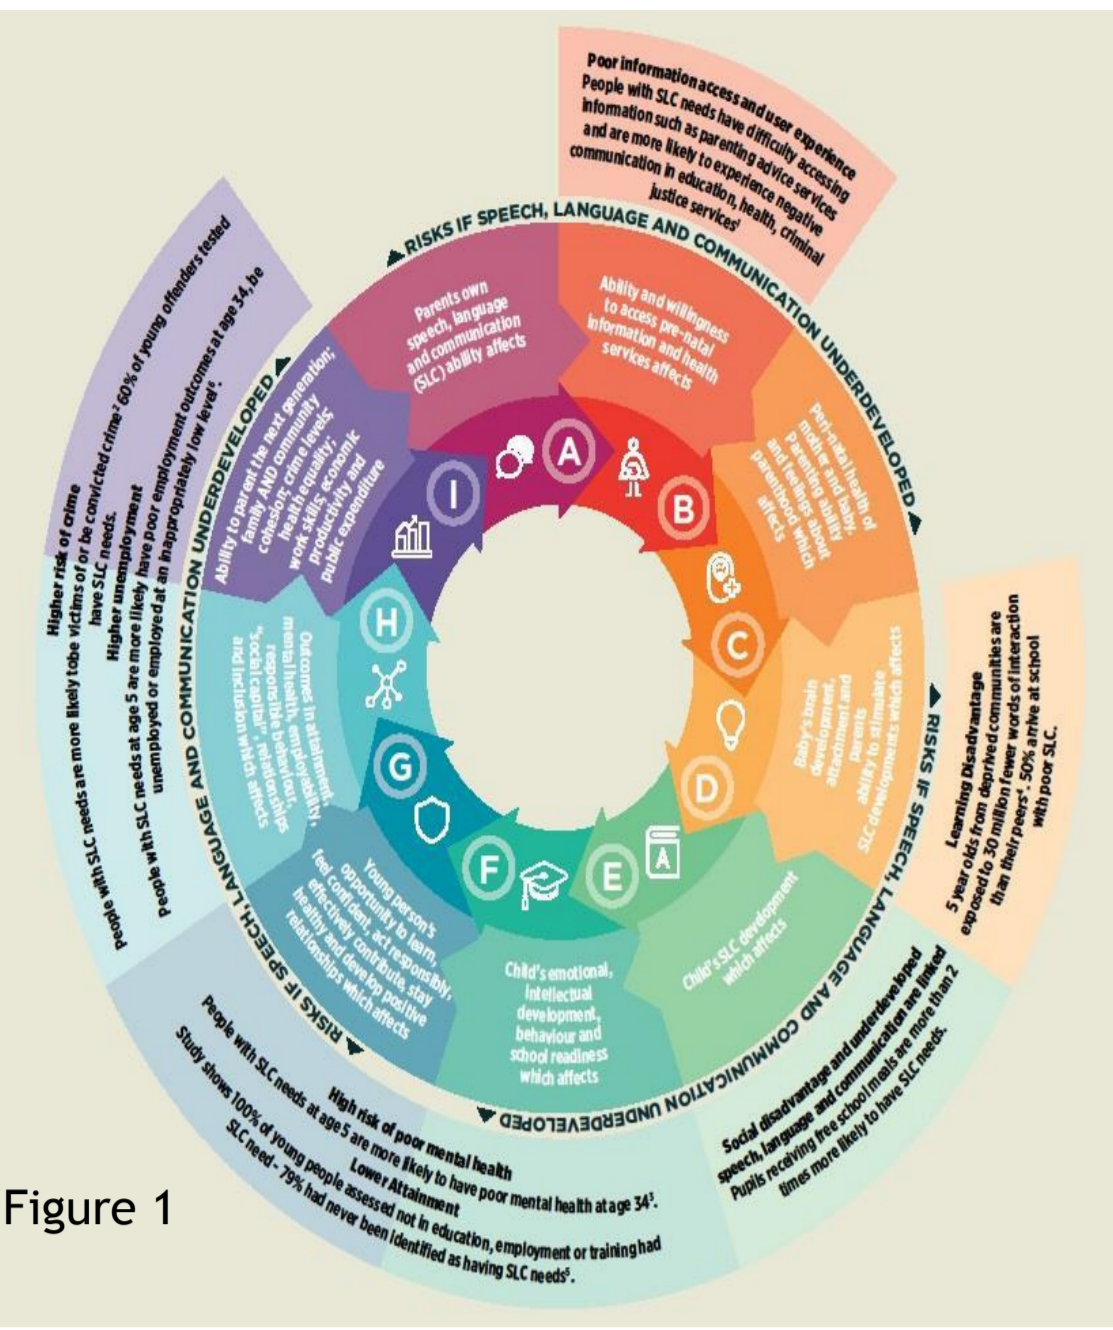 Poor information access and user experience
People with SLC needs have difficulty accessing
information such as parenting advice services
and are more likely to experience negative
communication in education, health, criminal
justice services¹
RISKS IF SPEECH, LANGUAGE AND COMMUNICATION UNDERDEVELOPED
Parents own
speech, language
and communication
(SLC) ability affects
A
Ability and willingness
to access pre-natal
information and health
services affects
B
Peri-natal health of
mother and baby.
Parenting ability
and feelings about
parenthood which
affects
C
Baby's brain
development,
attachment and
parents
ability to stimulate
SLC developments which affects
D
Child's SLC development
which affects
E
A
Child's emotional,
intellectual
development,
behaviour and
school readiness
which affects
F
Young person's
opportunity to learn,
feel confident, act responsibly,
effectively contribute, stay
healthy and develop positive
relationships which affects
G
Outcomes in attainment,
mental health, employability,
responsible behaviour,
"social capital", relationships
and inclusion which affects
H
Ability to parent the next generation;
family AND community
cohesion; crime levels;
health equality;
work skills; economic
productivity and
public expenditure
I
RISKS IF SPEECH, LANGUAGE AND COMMUNICATION UNDERDEVELOPED
Learning Disadvantage
5 year olds from deprived communities are
exposed to 30 million fewer words of interaction
than their peers⁴. 50% arrive at school
with poor SLC.
Social disadvantage and underdeveloped
speech, language and communication are linked
Pupils receiving free school meals are more than 2
times more likely to have SLC needs.
RISKS IF SPEECH, LANGUAGE AND COMMUNICATION UNDERDEVELOPED
High risk of poor mental health
People with SLC needs at age 5 are more likely to have poor mental health at age 34³.
Lower Attainment
Study shows 100% of young people assessed not in education, employment or training had
SLC need – 79% had never been identified as having SLC needs⁵.
Higher risk of crime
People with SLC needs are more likely tobe victims of or be convicted crime² 60% of young offenders tested
have SLC needs.
Higher unemployment
People with SLC needs at age 5 are more likely have poor employment outcomes at age 34, be
unemployed or employed at an inappropriately low level⁶.
Figure 1